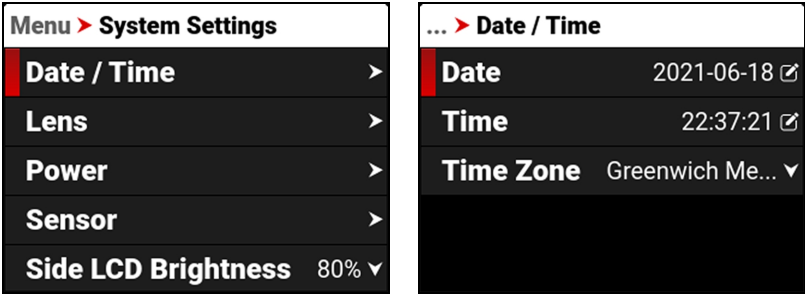 Menu > System Settings
Date / Time
Lens
Power
Sensor
Side LCD Brightness 80%
... > Date / Time
Date 2021-06-18
Time 22:37:21
Time Zone Greenwich Me...